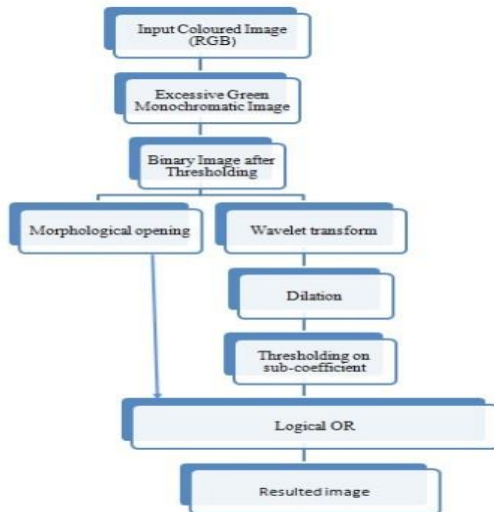 Input Coloured Image
(RGB)
Excessive Green
Monochromatic Image
Binary Image after
Thresholding
Morphological opening
Wavelet transform
Dilation
Thresholding on
sub-coefficient
Logical OR
Resulted image